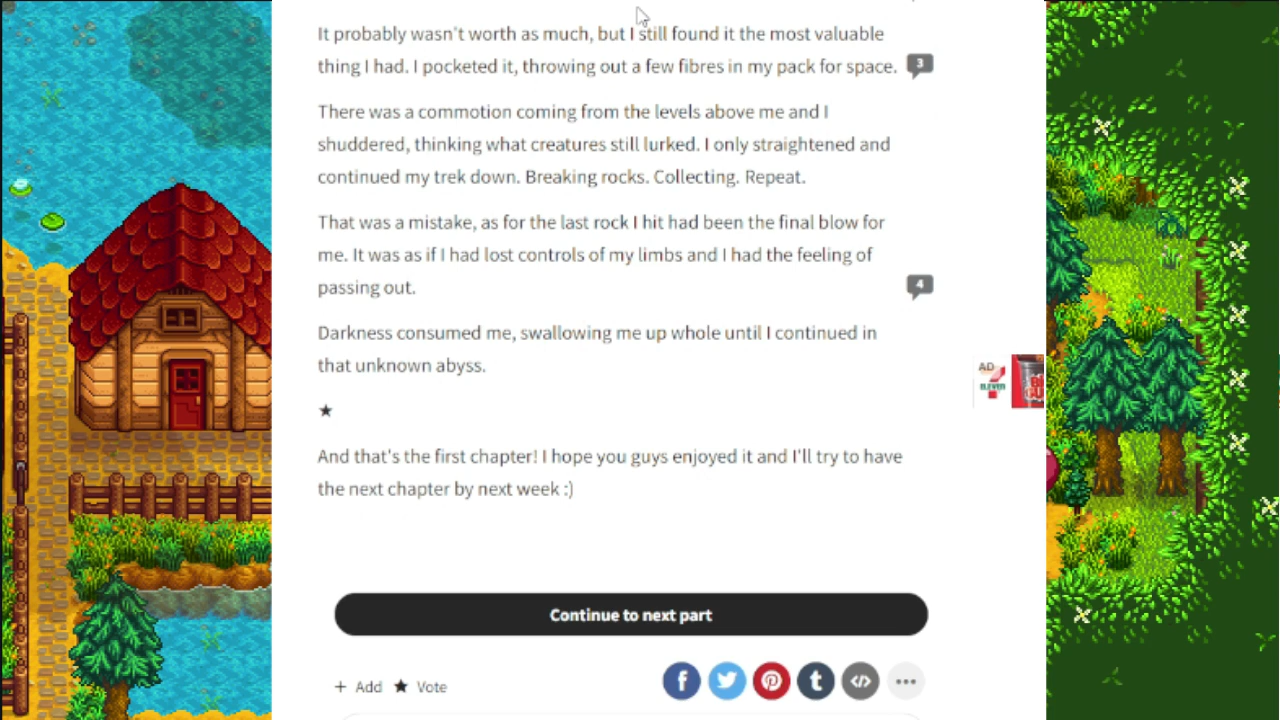 It probably wasn't worth as much, but I still found it the most valuable
thing I had. I pocketed it, throwing out a few fibres in my pack for space.
3
There was a commotion coming from the levels above me and I
shuddered, thinking what creatures still lurked. I only straightened and
continued my trek down. Breaking rocks. Collecting. Repeat.
That was a mistake, as for the last rock I hit had been the final blow for
me. It was as if I had lost controls of my limbs and I had the feeling of
passing out.
4
Darkness consumed me, swallowing me up whole until I continued in
that unknown abyss.
AD
ELEVEN
★
And that's the first chapter! I hope you guys enjoyed it and I'll try to have
the next chapter by next week :)
Continue to next part
+ Add ★ Vote